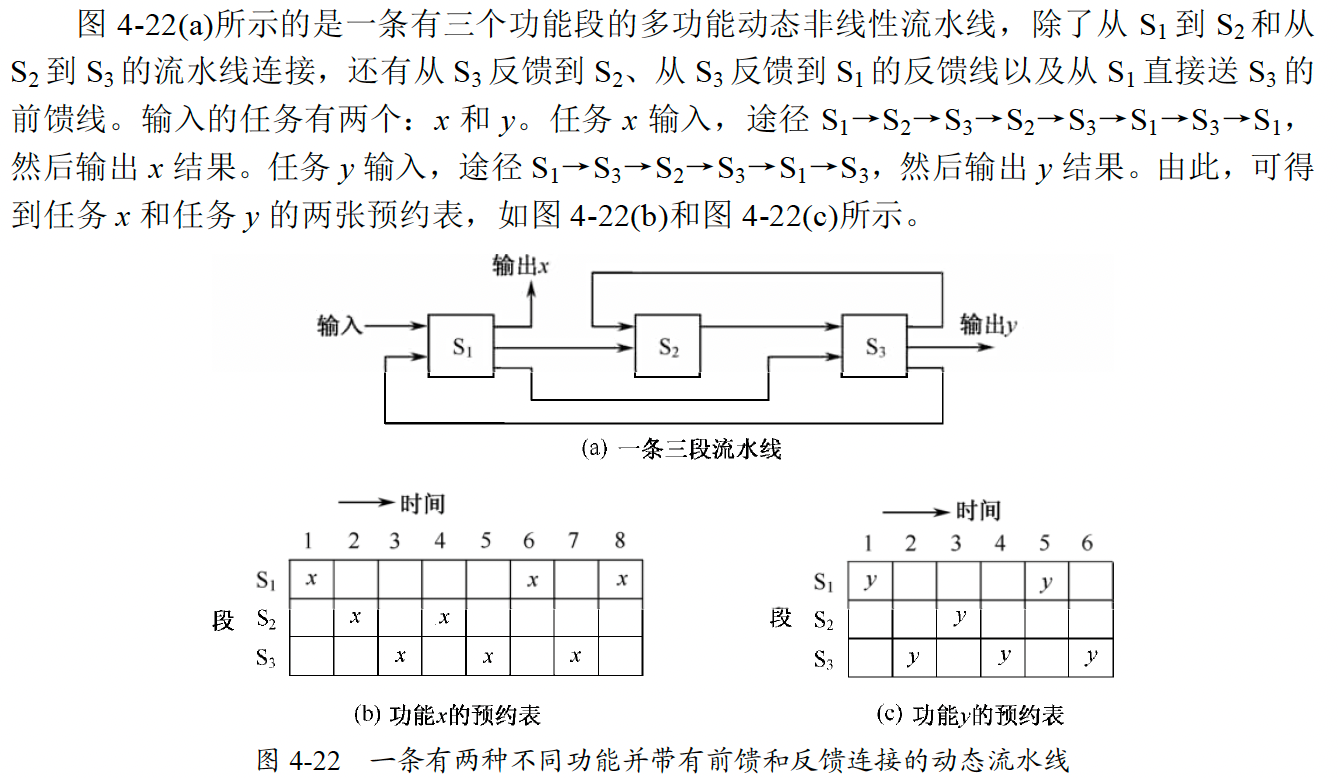 图 4-22(a)所示的是一条有三个功能段的多功能动态非线性流水线，除了从 S₁ 到 S₂ 和从
S₂ 到 S₃ 的流水线连接，还有从 S₃ 反馈到 S₂、从 S₃ 反馈到 S₁ 的反馈线以及从 S₁ 直接送 S₃ 的
前馈线。输入的任务有两个：x 和 y。任务 x 输入，途径 S₁→S₂→S₃→S₂→S₃→S₁→S₃→S₁，
然后输出 x 结果。任务 y 输入，途径 S₁→S₃→S₂→S₃→S₁→S₃，然后输出 y 结果。由此，可得
到任务 x 和任务 y 的两张预约表，如图 4-22(b)和图 4-22(c)所示。
输出x
输入 S₁ S₂ S₃ 输出y
(a) 一条三段流水线
时间
1 2 3 4 5 6 7 8
S₁ x x x
段 S₂ x x
S₃ x x x
(b) 功能x的预约表
时间
1 2 3 4 5 6
S₁ y y
段 S₂ y
S₃ y y y
(c) 功能y的预约表
图 4-22 一条有两种不同功能并带有前馈和反馈连接的动态流水线